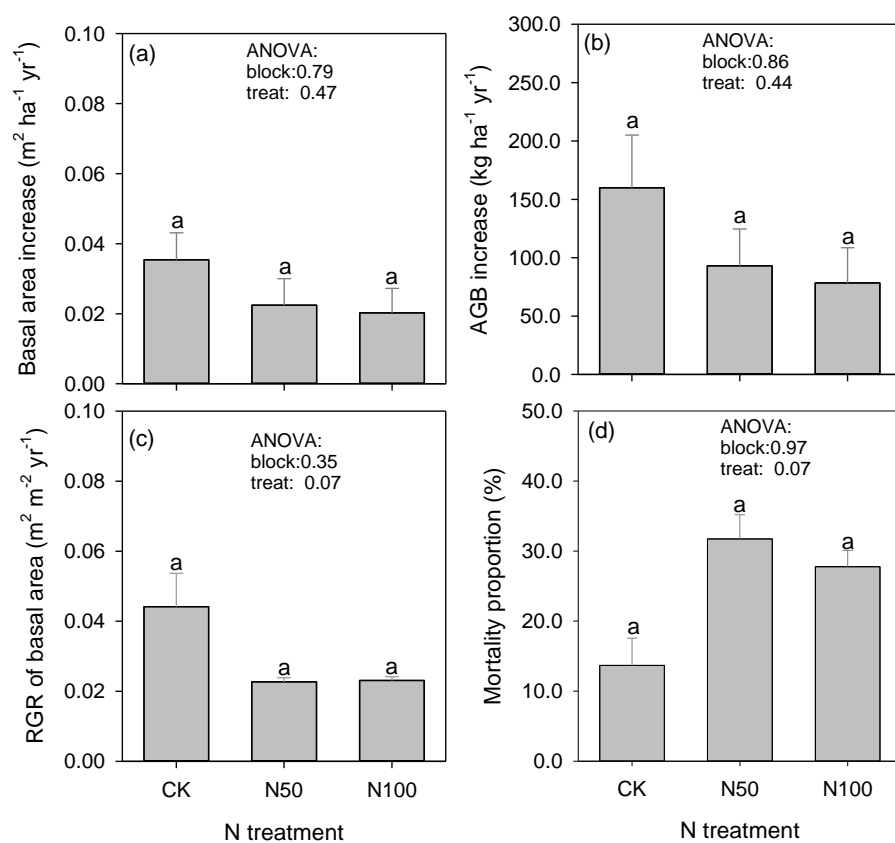 (a)
ANOVA:
block:0.79
treat: 0.47
Basal area increase (m² ha⁻¹ yr⁻¹)
0.10
0.08
0.06
0.04
0.02
0.00
a
a
a
(b)
ANOVA:
block:0.86
treat: 0.44
AGB increase (kg ha⁻¹ yr⁻¹)
300.0
250.0
200.0
150.0
100.0
50.0
0.0
a
a
a
(c)
ANOVA:
block:0.35
treat: 0.07
RGR of basal area (m² m⁻² yr⁻¹)
0.10
0.08
0.06
0.04
0.02
0.00
a
a
a
CK N50 N100
N treatment
(d)
ANOVA:
block:0.97
treat: 0.07
Mortality proportion (%)
50.0
40.0
30.0
20.0
10.0
0.0
a
a
a
CK N50 N100
N treatment